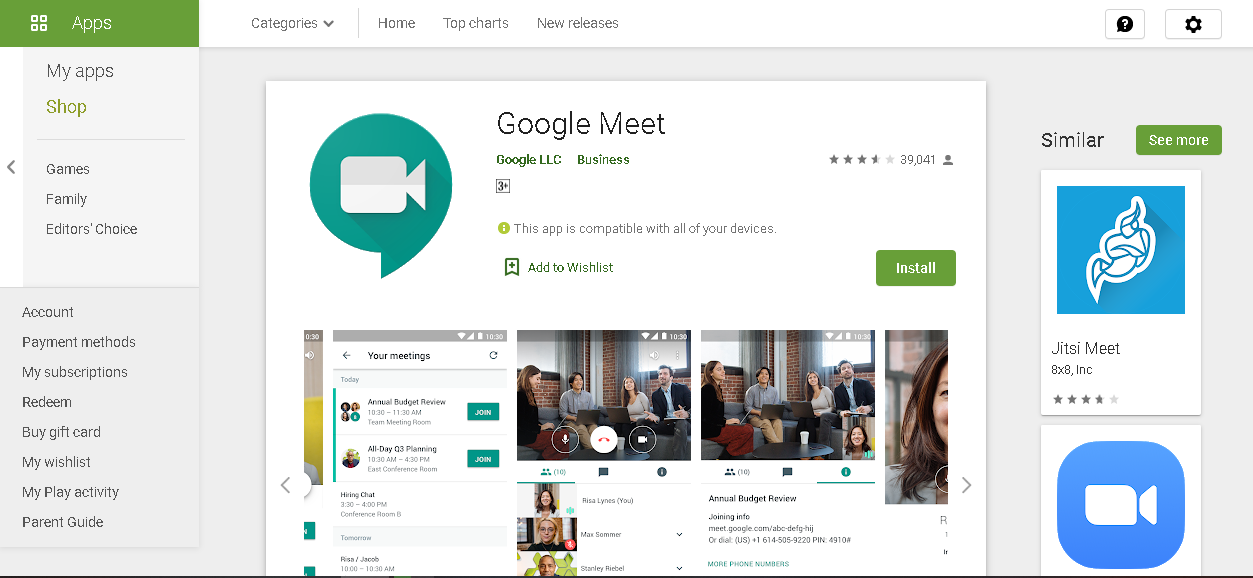 Apps
Categories
Home
Top charts
New releases
My apps
Shop
Games
Family
Editors' Choice
Account
Payment methods
My subscriptions
Redeem
Buy gift card
My wishlist
My Play activity
Parent Guide
Google Meet
Google LLC Business
39,041
3+
This app is compatible with all of your devices.
Add to Wishlist
Install
0:30
10:30
Your meetings
Today
Annual Budget Review
10:30 – 11:30 AM
Team Meeting Room
JOIN
All-Day Q3 Planning
10:30 AM – 4:30 PM
East Conference Room
JOIN
Hiring Chat
3:30 – 4:00 PM
Conference Room B
Tomorrow
Risa / Jacob
10:00 – 10:30 AM
10:30
(10)
Risa Lynes (You)
Max Sommer
Stanley Riebel
10:30
(10)
Annual Budget Review
Joining info
meet.google.com/abc-defg-hij
Or dial: (US) +1 614-505-9220 PIN: 4910#
MORE PHONE NUMBERS
Similar
See more
Jitsi Meet
8x8, Inc